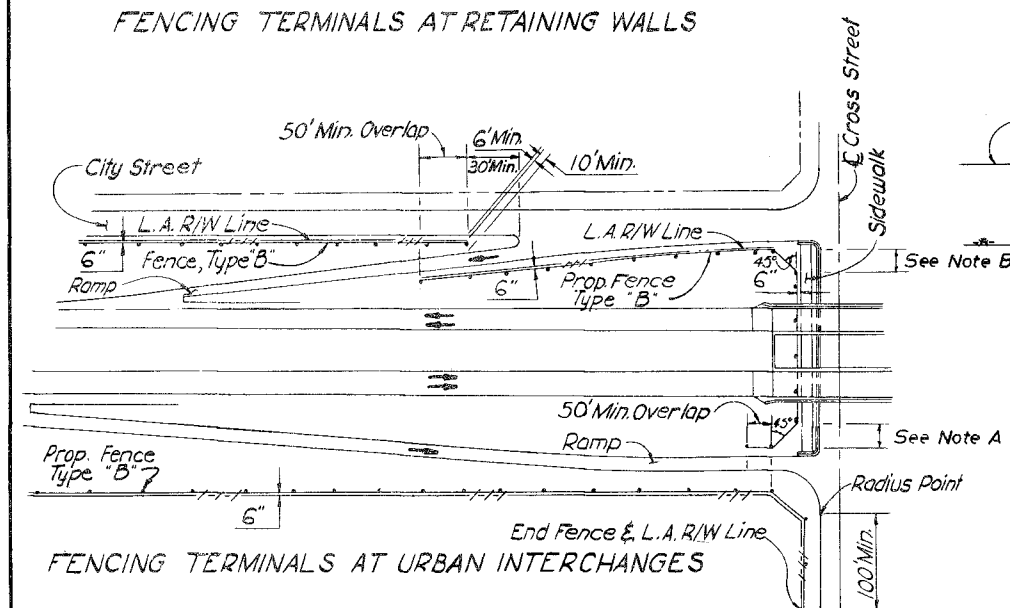 FENCING TERMINALS AT RETAINING WALLS
℄ Cross Street
Sidewalk
50' Min. Overlap
6' Min.
30' Min.
10' Min.
City Street
L.A. R/W Line
L.A. R/W Line
6"
Fence, Type "B"
Ramp
6"
Prop. Fence
Type "B"
45°
6"
See Note B
50' Min. Overlap
45°
Ramp
See Note A
Prop. Fence
Type "B"
6"
Radius Point
End Fence & L.A. R/W Line
100' Min.
FENCING TERMINALS AT URBAN INTERCHANGES